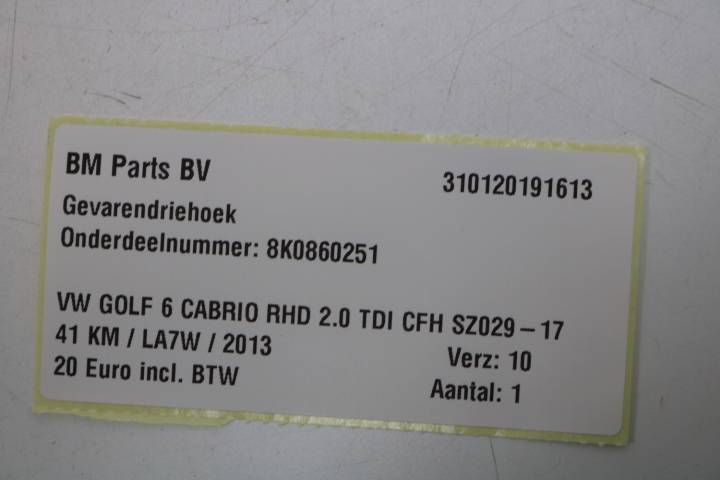 BM Parts BV 310120191613
Gevarendriehoek
Onderdeelnummer: 8K0860251
VW GOLF 6 CABRIO RHD 2.0 TDI CFH SZ029-17
41 KM / LA7W / 2013 Verz: 10
20 Euro incl. BTW Aantal: 1